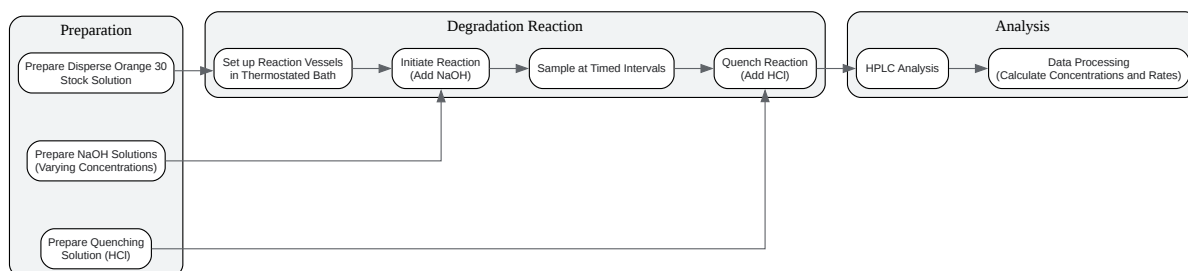 Preparation
Prepare Disperse Orange 30
Stock Solution
Prepare NaOH Solutions
(Varying Concentrations)
Prepare Quenching
Solution (HCl)
Degradation Reaction
Set up Reaction Vessels
in Thermostated Bath
Initiate Reaction
(Add NaOH)
Sample at Timed Intervals
Quench Reaction
(Add HCl)
Analysis
HPLC Analysis
Data Processing
(Calculate Concentrations and Rates)